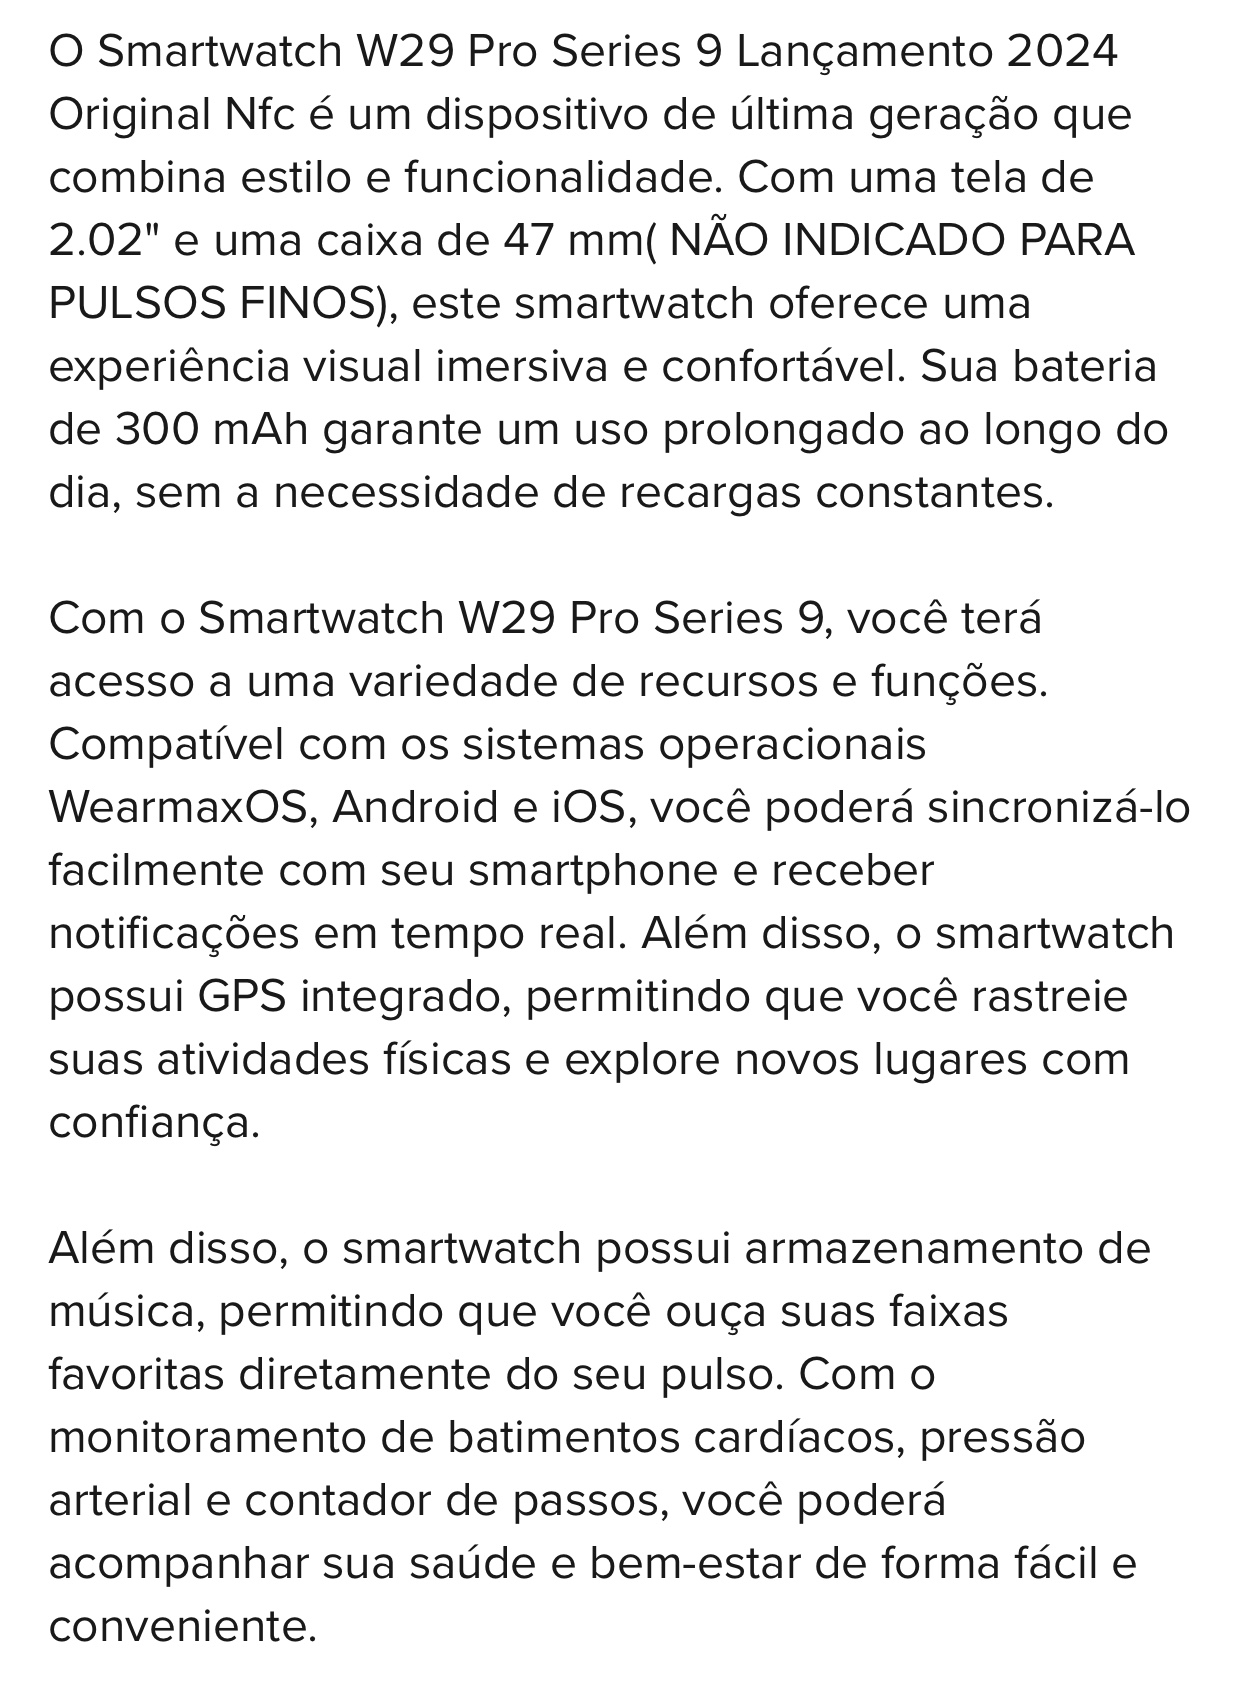 O Smartwatch W29 Pro Series 9 Lançamento 2024
Original Nfc é um dispositivo de última geração que
combina estilo e funcionalidade. Com uma tela de
2.02" e uma caixa de 47 mm( NÃO INDICADO PARA
PULSOS FINOS), este smartwatch oferece uma
experiência visual imersiva e confortável. Sua bateria
de 300 mAh garante um uso prolongado ao longo do
dia, sem a necessidade de recargas constantes.

Com o Smartwatch W29 Pro Series 9, você terá
acesso a uma variedade de recursos e funções.
Compatível com os sistemas operacionais
WearmaxOS, Android e iOS, você poderá sincronizá-lo
facilmente com seu smartphone e receber
notificações em tempo real. Além disso, o smartwatch
possui GPS integrado, permitindo que você rastreie
suas atividades físicas e explore novos lugares com
confiança.

Além disso, o smartwatch possui armazenamento de
música, permitindo que você ouça suas faixas
favoritas diretamente do seu pulso. Com o
monitoramento de batimentos cardíacos, pressão
arterial e contador de passos, você poderá
acompanhar sua saúde e bem-estar de forma fácil e
conveniente.